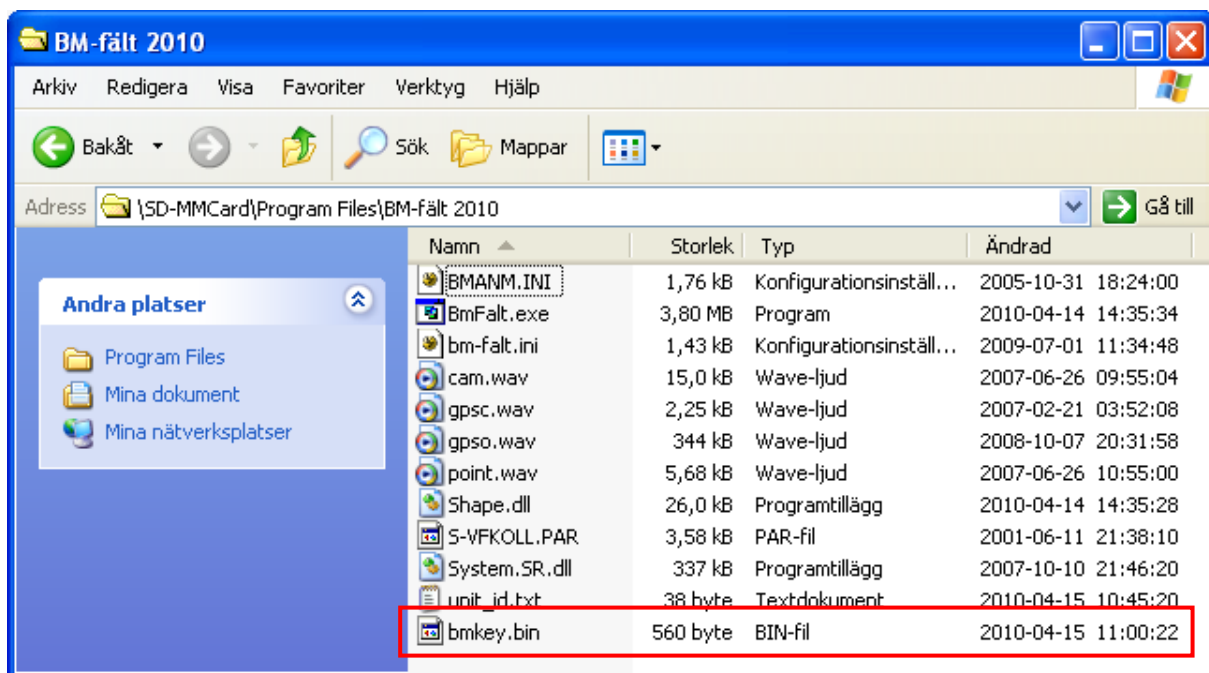 BM-fält 2010
Arkiv Redigera Visa Favoriter Verktyg Hjälp
Bakåt Sök Mappar
Adress \SD-MMCard\Program Files\BM-fält 2010 Gå till
Namn Storlek Typ Ändrad
Andra platser
Program Files
Mina dokument
Mina nätverksplatser
BMANM.INI 1,76 kB Konfigurationsinställ... 2005-10-31 18:24:00
BmFalt.exe 3,80 MB Program 2010-04-14 14:35:34
bm-falt.ini 1,43 kB Konfigurationsinställ... 2009-07-01 11:34:48
cam.wav 15,0 kB Wave-ljud 2007-06-26 09:55:04
gpsc.wav 2,25 kB Wave-ljud 2007-02-21 03:52:08
gpso.wav 344 kB Wave-ljud 2008-10-07 20:31:58
point.wav 5,68 kB Wave-ljud 2007-06-26 10:55:00
Shape.dll 26,0 kB Programtillägg 2010-04-14 14:35:28
S-VFKOLL.PAR 3,58 kB PAR-fil 2001-06-11 21:38:10
System.SR.dll 337 kB Programtillägg 2007-10-10 21:46:20
unit_id.txt 38 byte Textdokument 2010-04-15 10:45:20
bmkey.bin 560 byte BIN-fil 2010-04-15 11:00:22